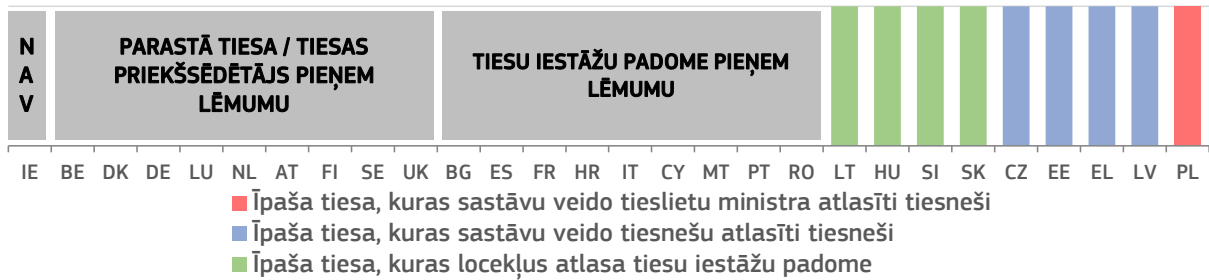 N
A
V
PARASTĀ TIESA / TIESAS
PRIEKŠSĒDĒTĀJS PIEŅEM
LĒMUMU
TIESU IESTĀŽU PADOME PIEŅEM
LĒMUMU
IE BE DK DE LU NL AT FI SE UK BG ES FR HR IT CY MT PT RO LT HU SI SK CZ EE EL LV PL
Īpaša tiesa, kuras sastāvu veido tieslietu ministra atlasīti tiesneši
Īpaša tiesa, kuras sastāvu veido tiesnešu atlasīti tiesneši
Īpaša tiesa, kuras locekļus atlasa tiesu iestāžu padome